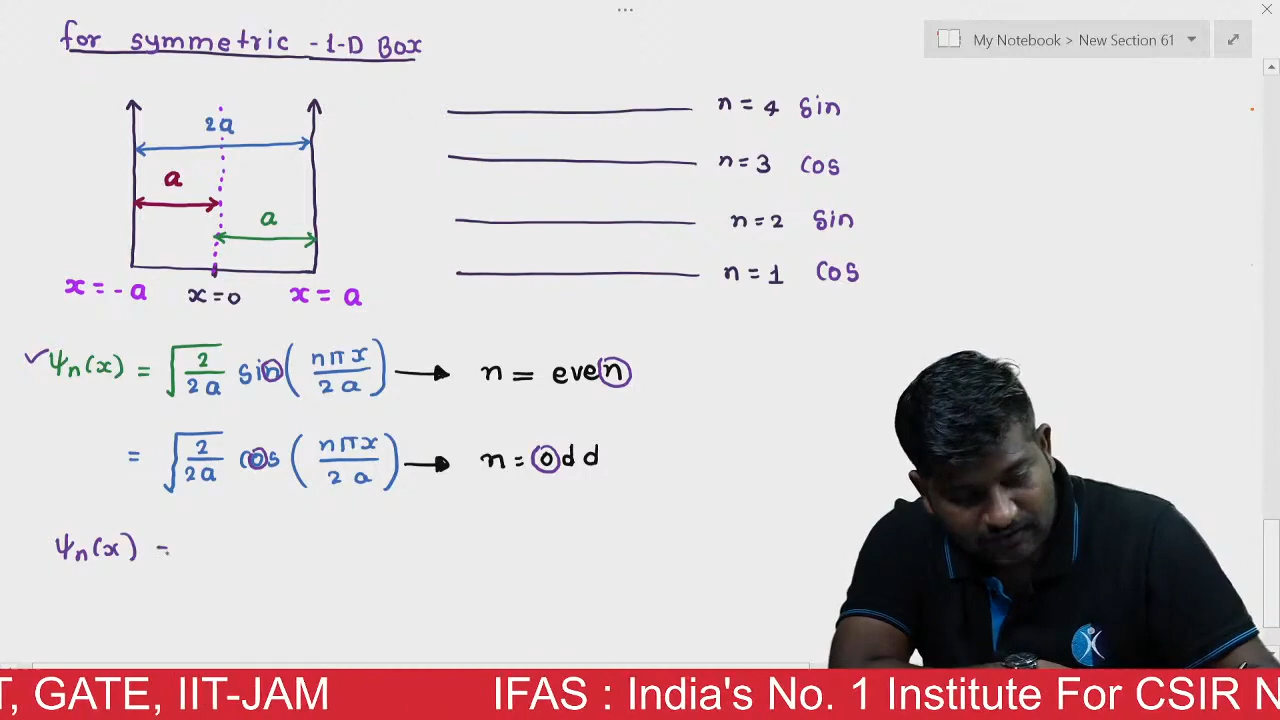 for symmetric - 1-D Box
My Notebook > New Section 61
2a
a
a
x = -a x = 0 x = a
n = 4 sin
n = 3 cos
n = 2 sin
n = 1 cos
✓ψn(x) = √(2/2a) sin(nπx/2a) → n = even
= √(2/2a) cos(nπx/2a) → n = odd
ψn(x) =
T, GATE, IIT-JAM IFAS : India's No. 1 Institute For CSIR N